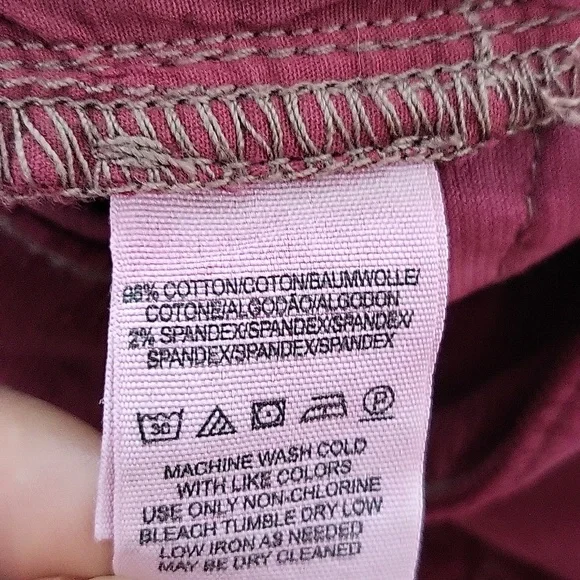 98% COTTON/COTON/BAUMWOLLE/
COTONE/ALGODÃO/ALGODON
2% SPANDEX/SPANDEX/SPANDEX/
SPANDEX/SPANDEX/SPANDEX
30 P
MACHINE WASH COLD
WITH LIKE COLORS
USE ONLY NON-CHLORINE
BLEACH TUMBLE DRY LOW
LOW IRON AS NEEDED
MAY BE DRY CLEANED